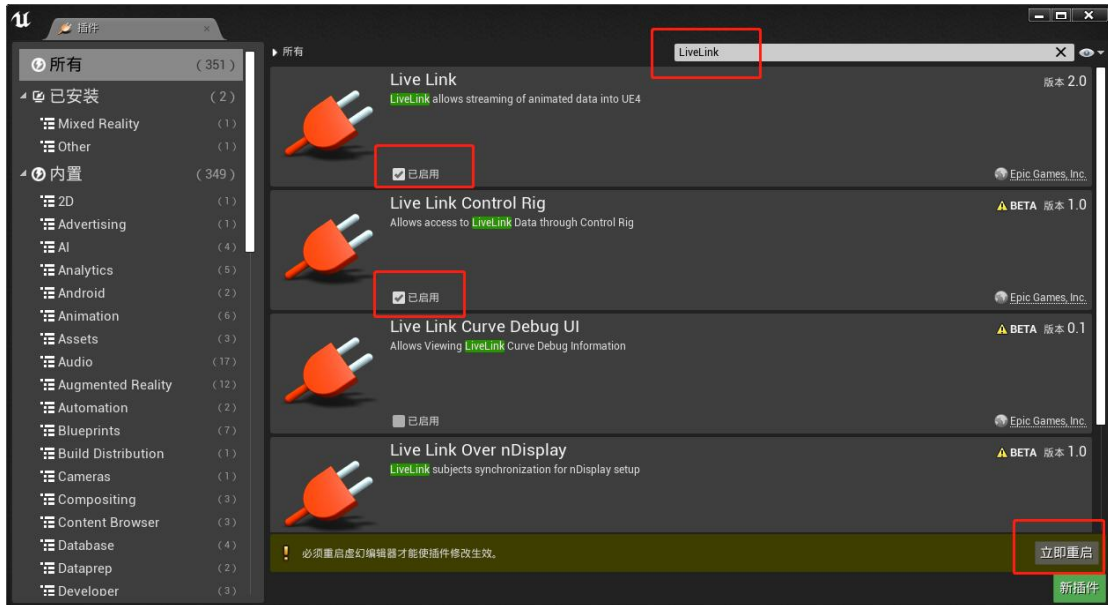 插件
所有 (351)
已安装 (2)
Mixed Reality (1)
Other (1)
内置 (349)
2D (1)
Advertising (1)
AI (4)
Analytics (5)
Android (2)
Animation (6)
Assets (3)
Audio (17)
Augmented Reality (12)
Automation (2)
Blueprints (7)
Build Distribution (1)
Cameras (1)
Compositing (3)
Content Browser (3)
Database (4)
Dataprep (2)
Developer (3)
所有
LiveLink
Live Link
版本 2.0
LiveLink allows streaming of animated data into UE4
已启用
Epic Games, Inc.
Live Link Control Rig
BETA 版本 1.0
Allows access to LiveLink Data through Control Rig
已启用
Epic Games, Inc.
Live Link Curve Debug UI
BETA 版本 0.1
Allows Viewing LiveLink Curve Debug Information
已启用
Epic Games, Inc.
Live Link Over nDisplay
BETA 版本 1.0
LiveLink subjects synchronization for nDisplay setup
必须重启虚幻编辑器才能使插件修改生效。
立即重启
新插件